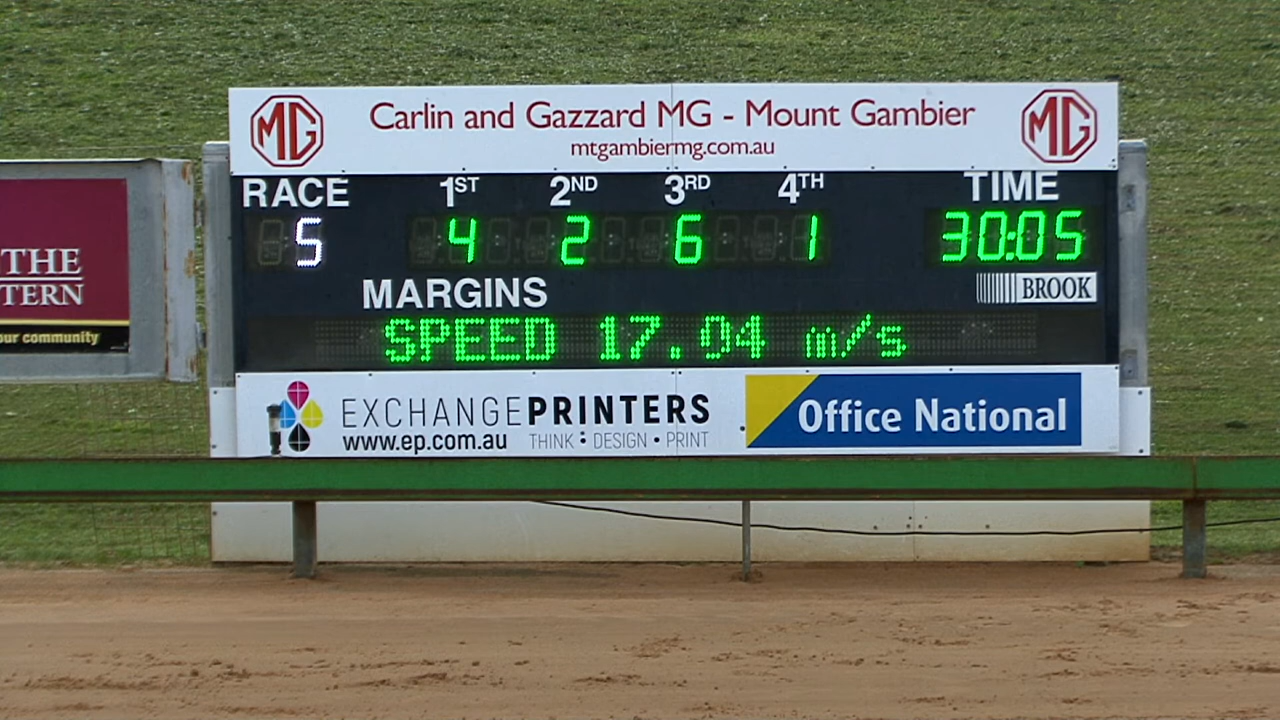 MG Carlin and Gazzard MG - Mount Gambier MG
mtgambiermg.com.au
RACE 1ST 2ND 3RD 4TH TIME
5 4 2 6 1 30:05
MARGINS BROOK
SPEED 17.04 m/s
THE
TERN
our community
EXCHANGEPRINTERS
www.ep.com.au THINK : DESIGN • PRINT
Office National